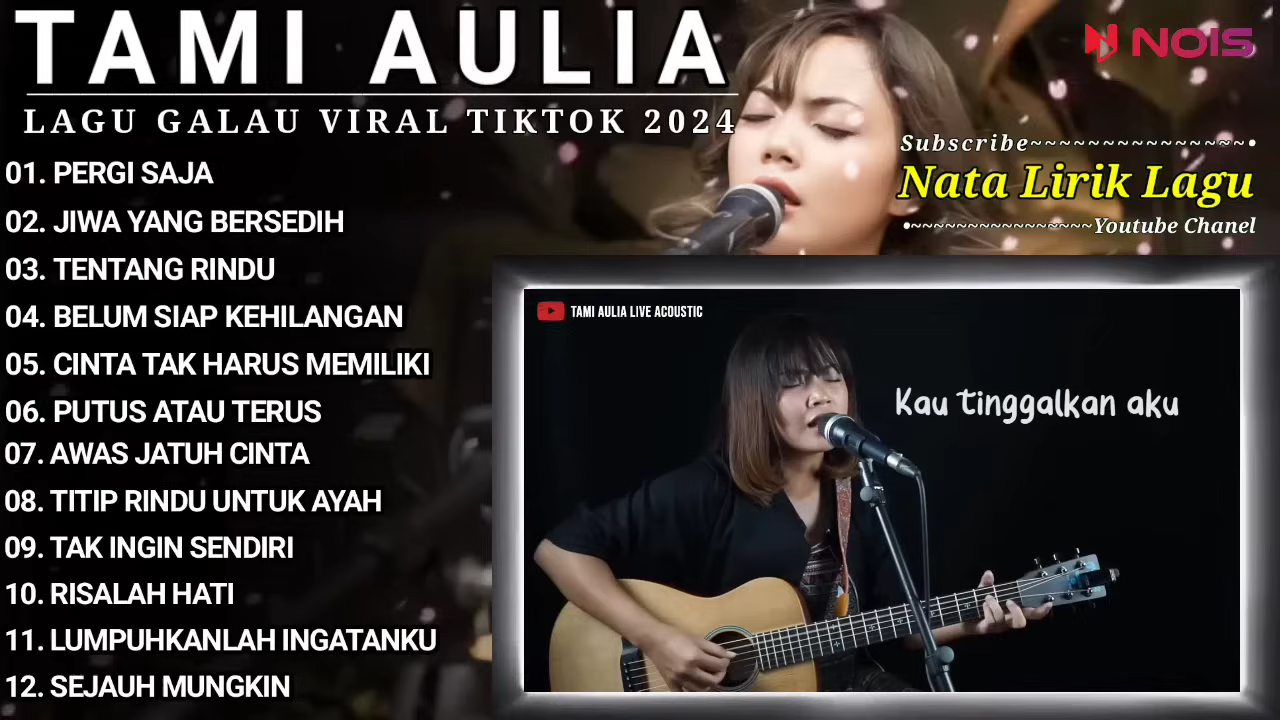 TAMI AULIA
LAGU GALAU VIRAL TIKTOK 2024
NOIS
Subscribe~~~~~~~~~~~~~~~•
Nata Lirik Lagu
•~~~~~~~~~~~~~~~Youtube Chanel
01. PERGI SAJA
02. JIWA YANG BERSEDIH
03. TENTANG RINDU
04. BELUM SIAP KEHILANGAN
05. CINTA TAK HARUS MEMILIKI
06. PUTUS ATAU TERUS
07. AWAS JATUH CINTA
08. TITIP RINDU UNTUK AYAH
09. TAK INGIN SENDIRI
10. RISALAH HATI
11. LUMPUHKANLAH INGATANKU
12. SEJAUH MUNGKIN
TAMI AULIA LIVE ACOUSTIC
Kau tinggalkan aku